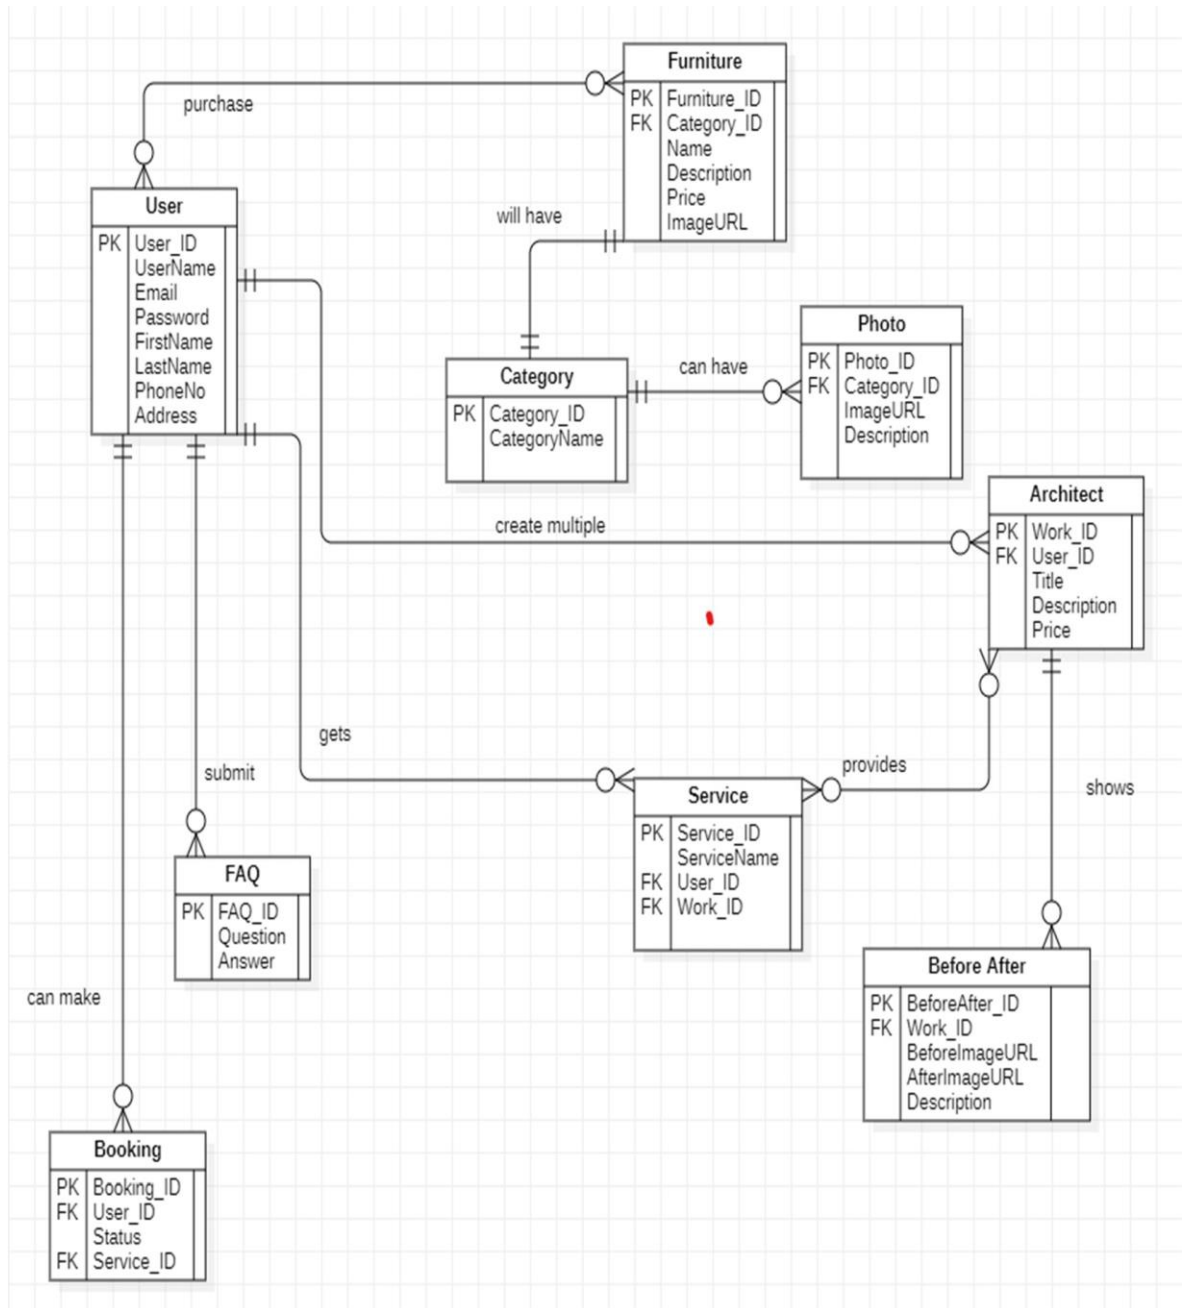 Furniture
PK Furniture_ID
FK Category_ID
Name
Description
Price
ImageURL
purchase
will have
User
PK User_ID
UserName
Email
Password
FirstName
LastName
PhoneNo
Address
Photo
PK Photo_ID
FK Category_ID
ImageURL
Description
can have
Category
PK Category_ID
CategoryName
Architect
PK Work_ID
FK User_ID
Title
Description
Price
create multiple
gets
submit
provides
shows
Service
PK Service_ID
ServiceName
FK User_ID
FK Work_ID
FAQ
PK FAQ_ID
Question
Answer
can make
Before After
PK BeforeAfter_ID
FK Work_ID
BeforeImageURL
AfterImageURL
Description
Booking
PK Booking_ID
FK User_ID
Status
FK Service_ID